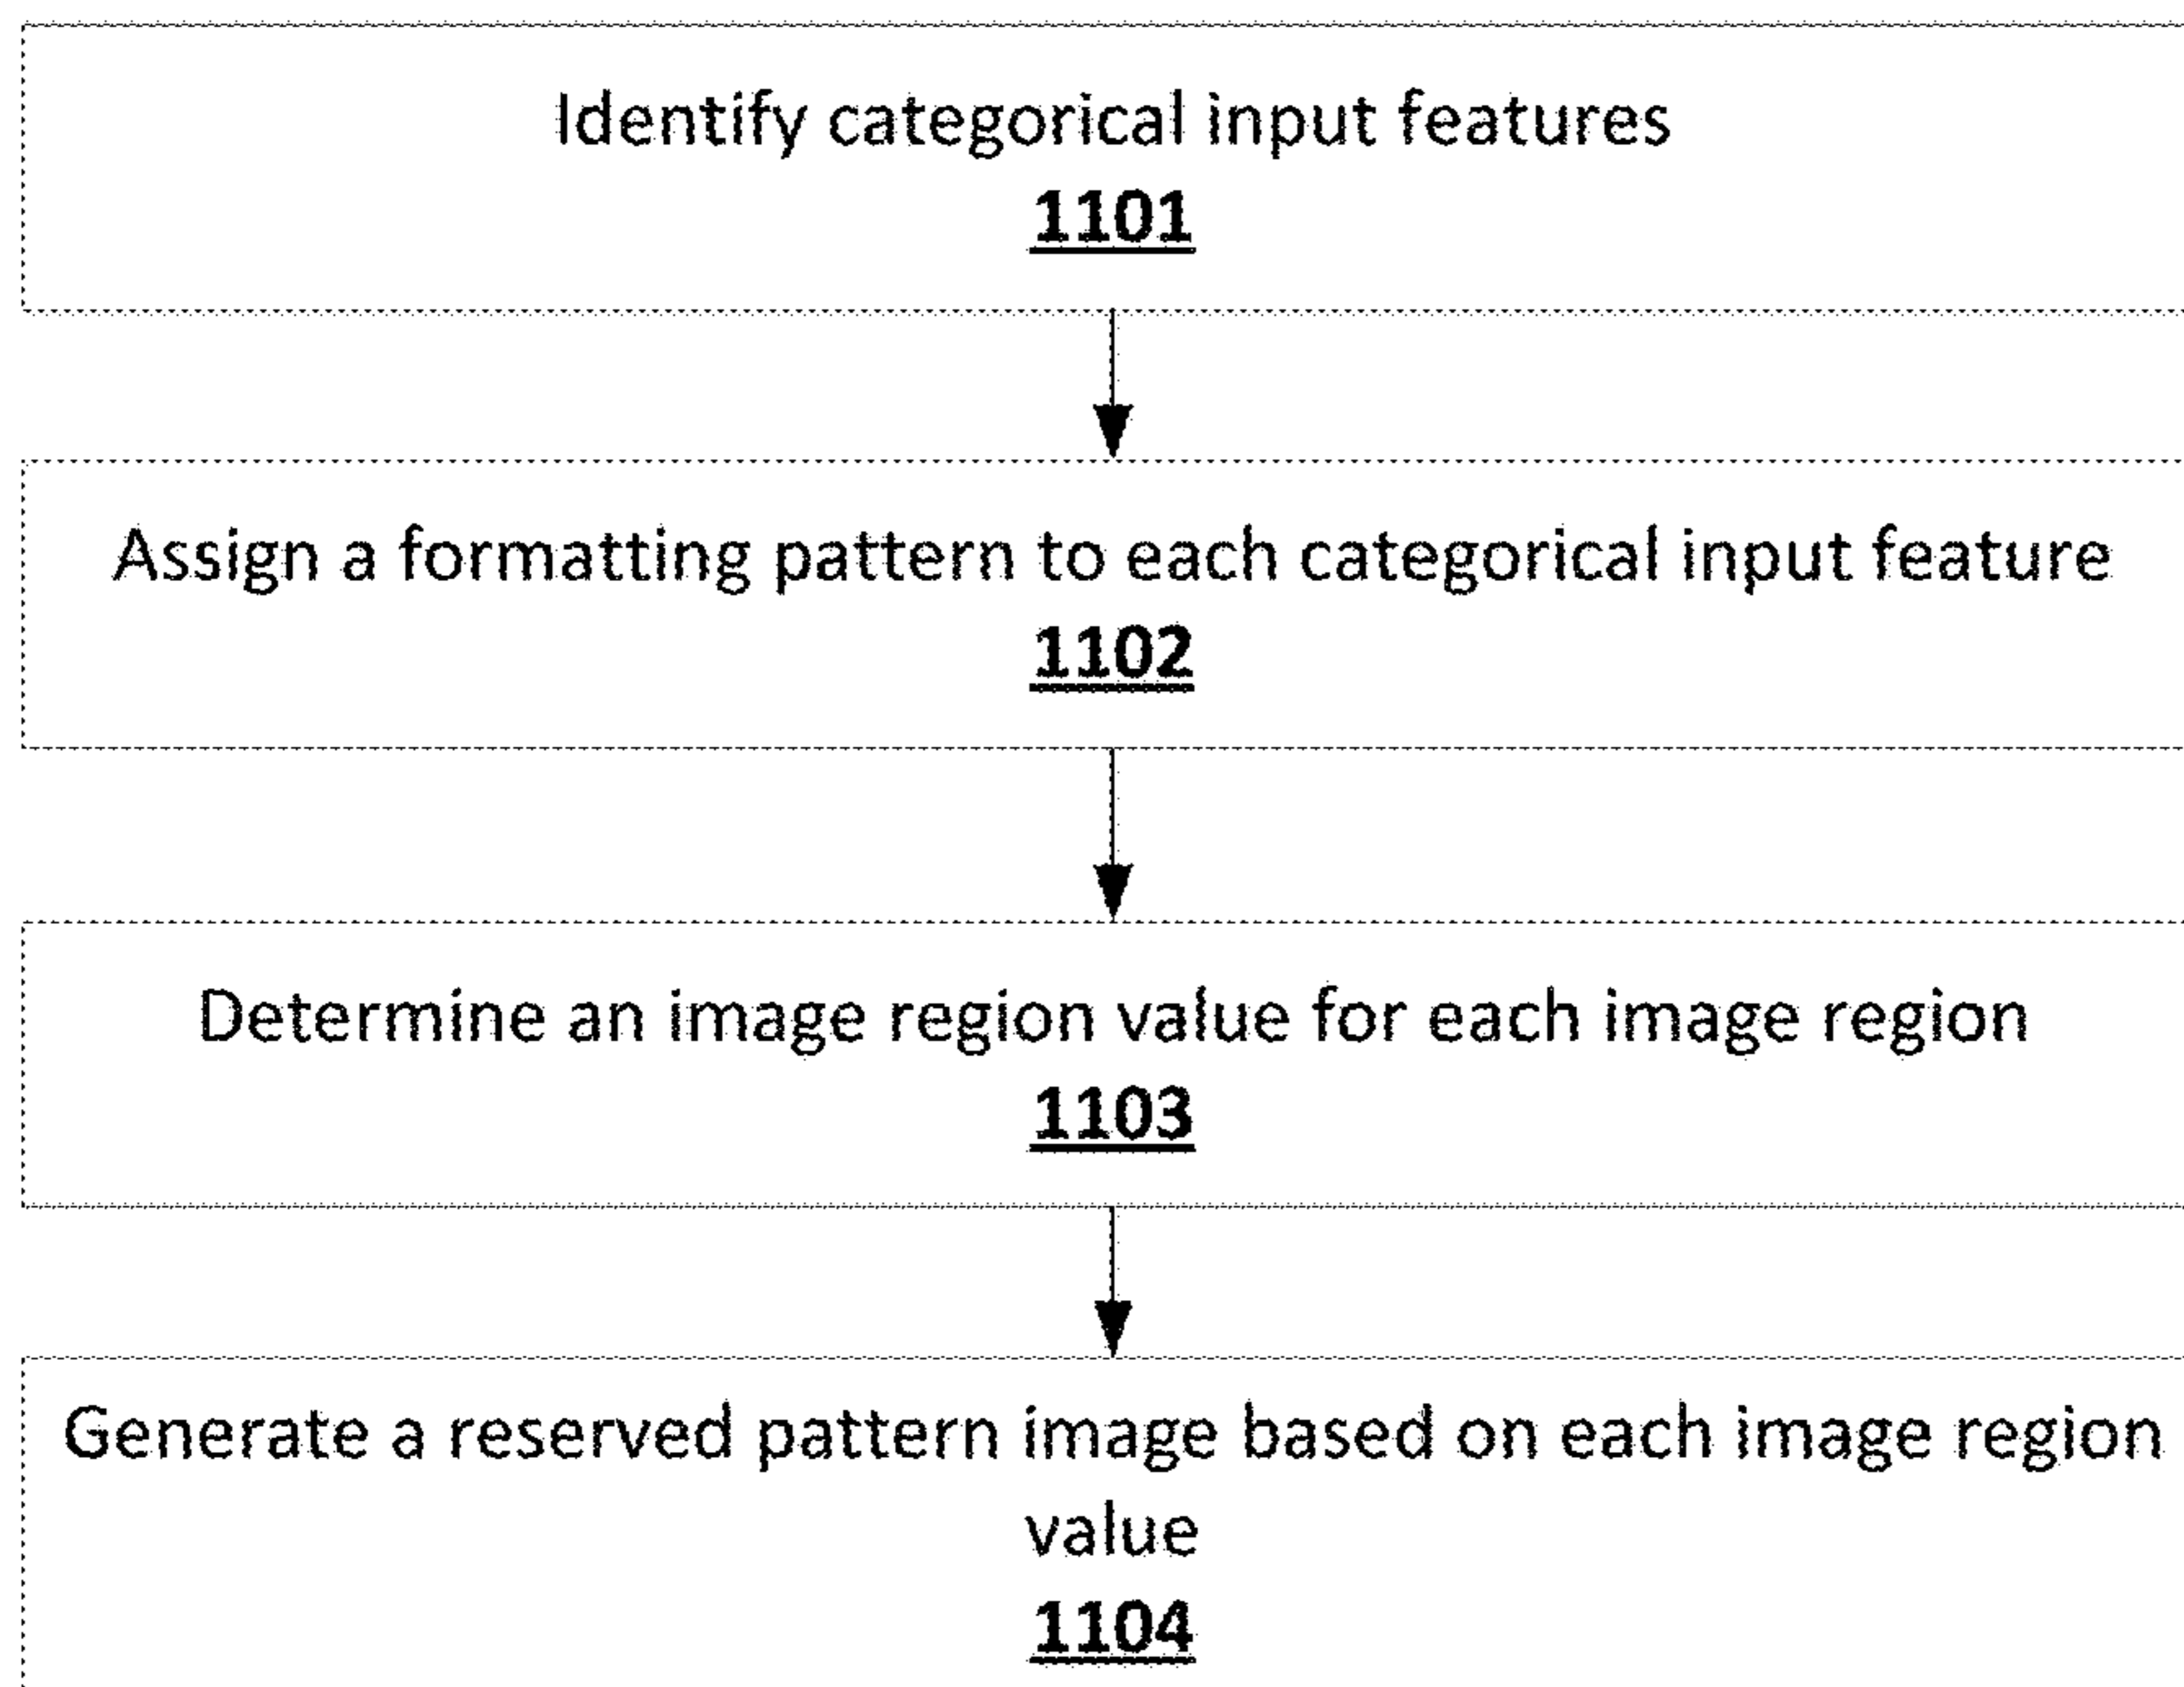 Identify categorical input features
1101
Assign a formatting pattern to each categorical input feature
1102
Determine an image region value for each image region
1103
Generate a reserved pattern image based on each image region
value
1104